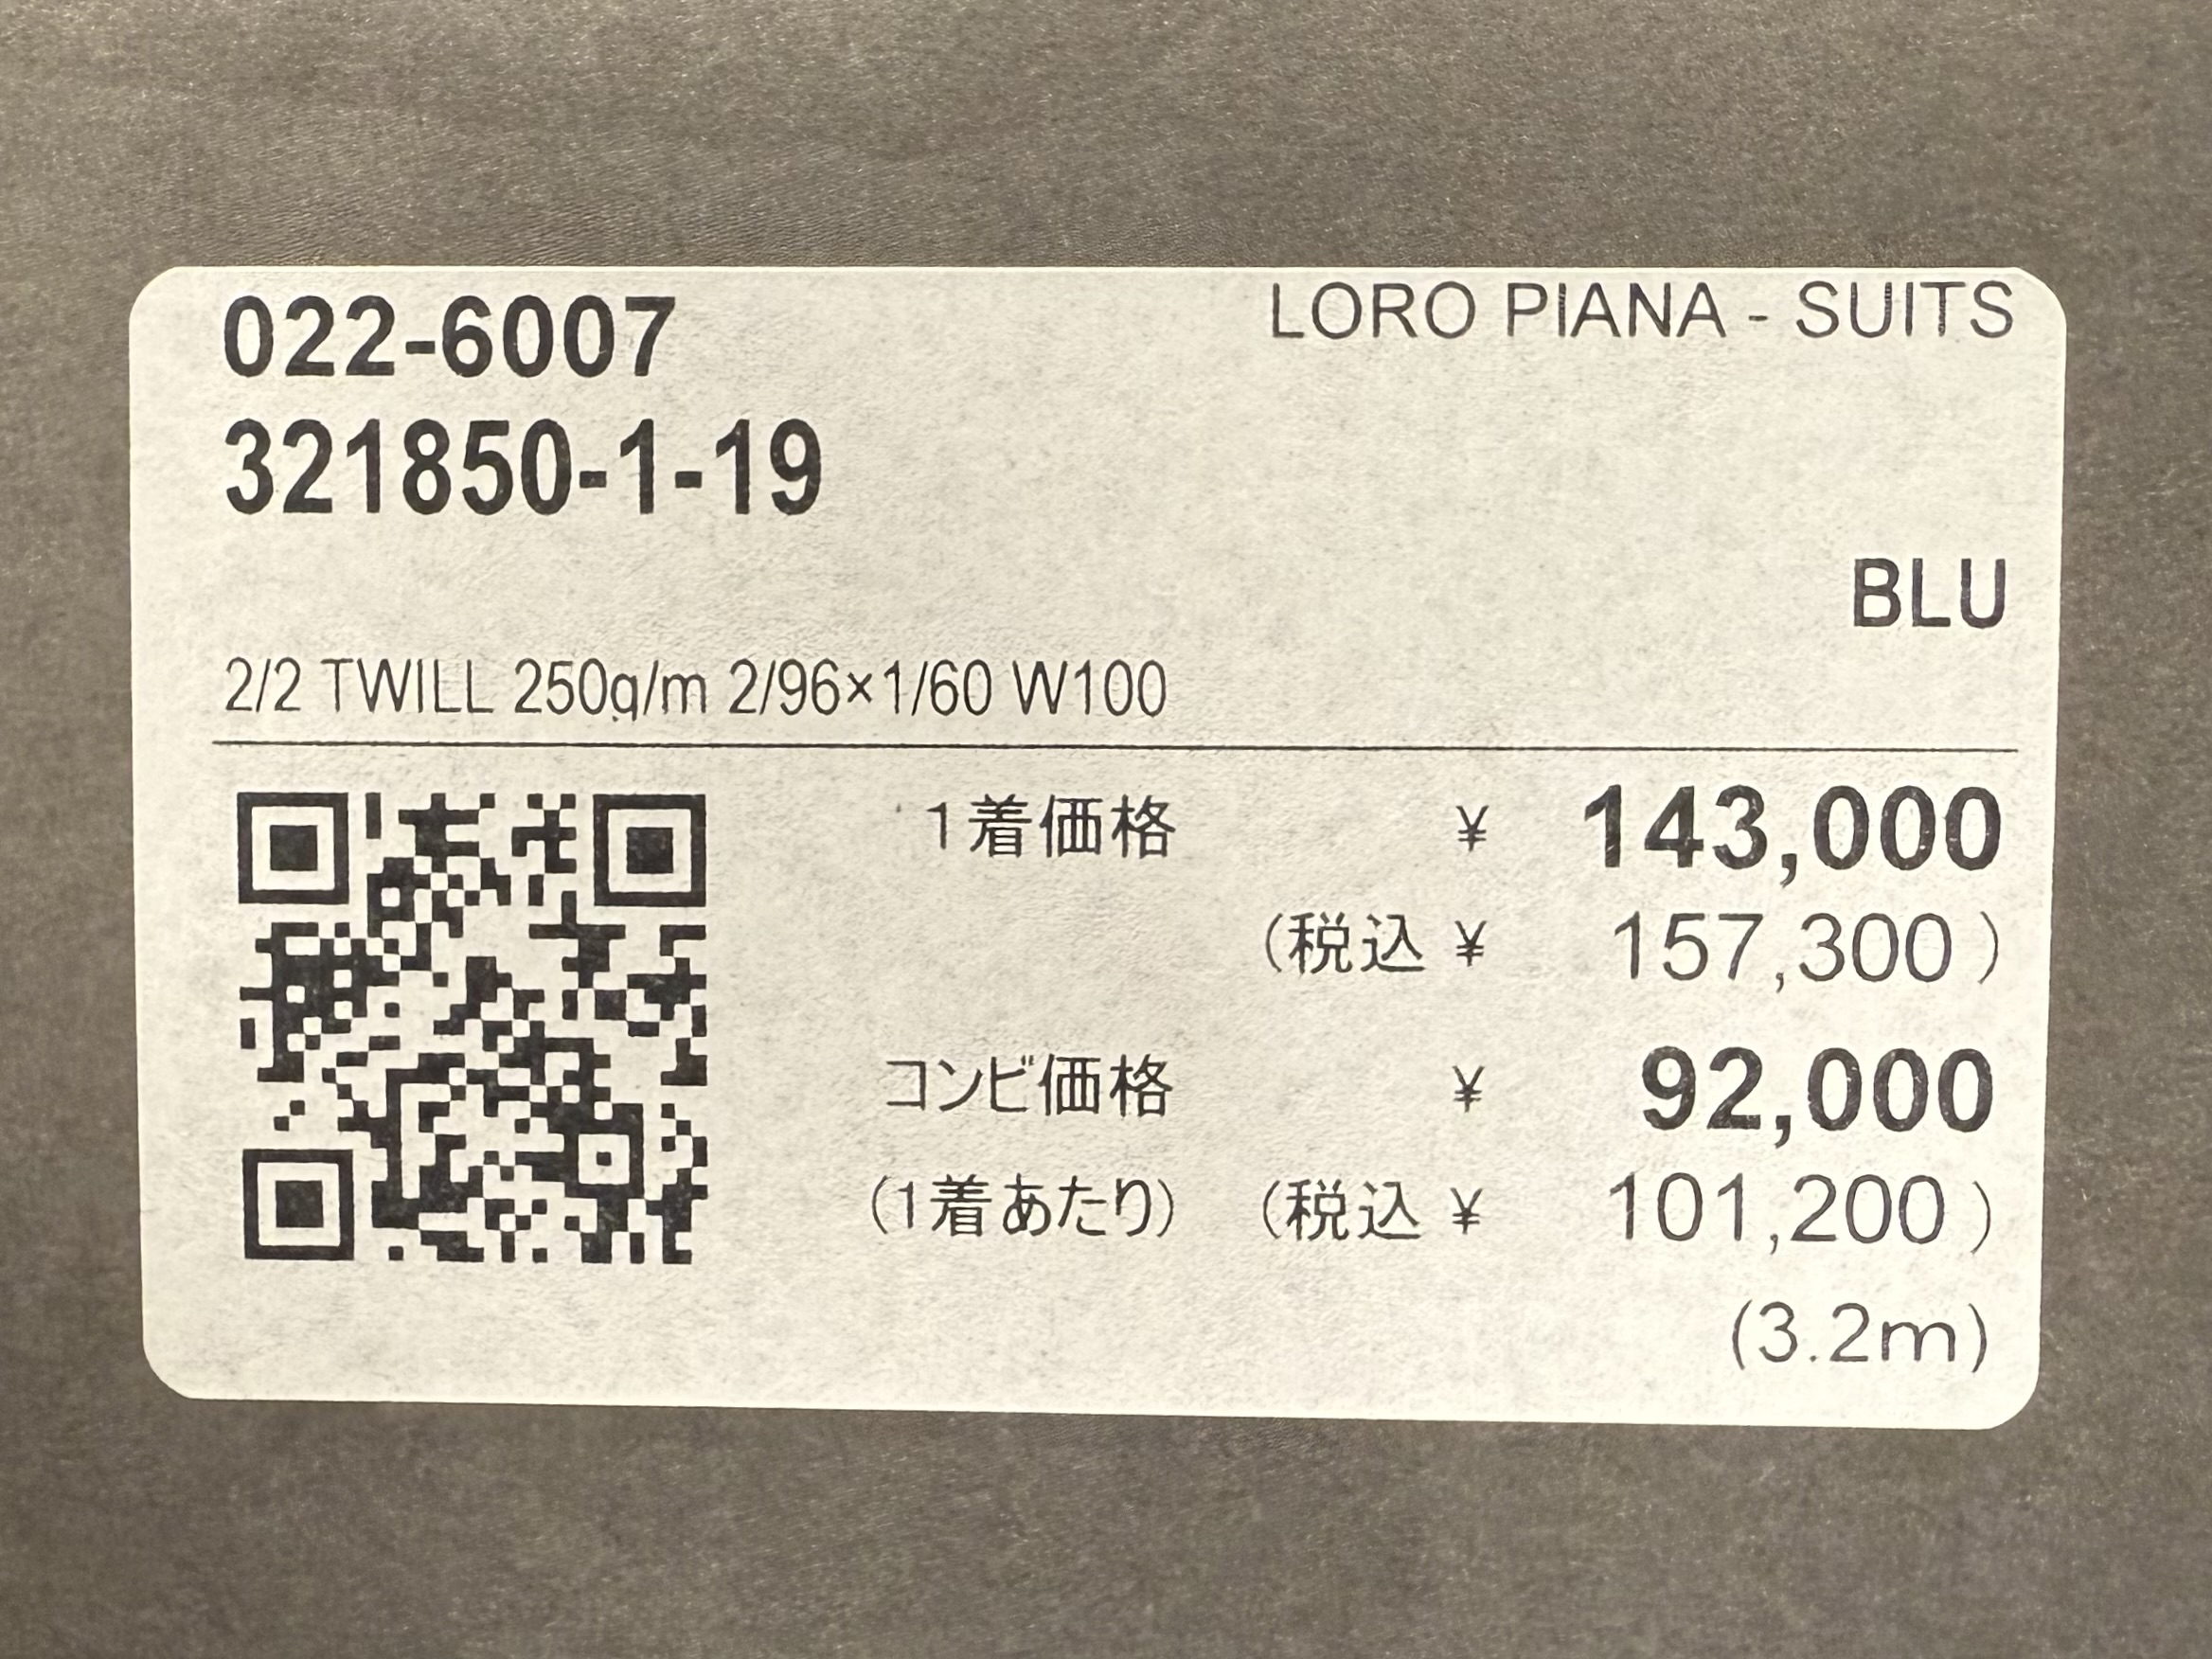 022-6007
LORO PIANA - SUITS
321850-1-19
BLU
2/2 TWILL 250g/m 2/96×1/60 W100
1着価格 ¥ 143,000
(税込 ¥ 157,300)
コンビ価格 ¥ 92,000
(1着あたり) (税込 ¥ 101,200)
(3.2m)